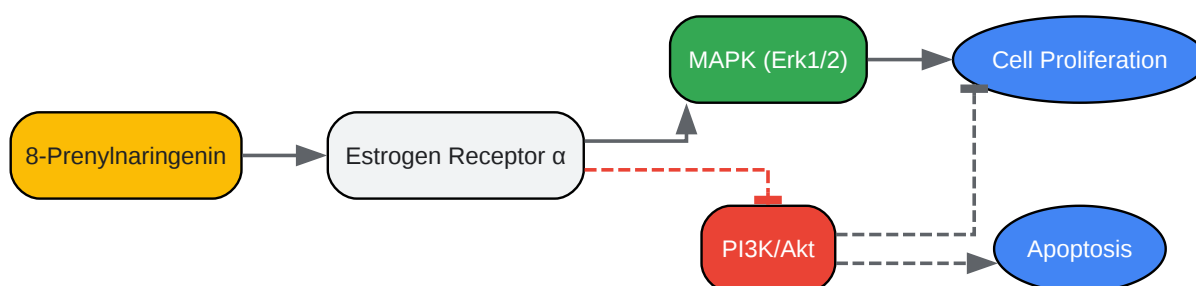 MAPK (Erk1/2)
Cell Proliferation
8-Prenylnaringenin
Estrogen Receptor α
PI3K/Akt
Apoptosis